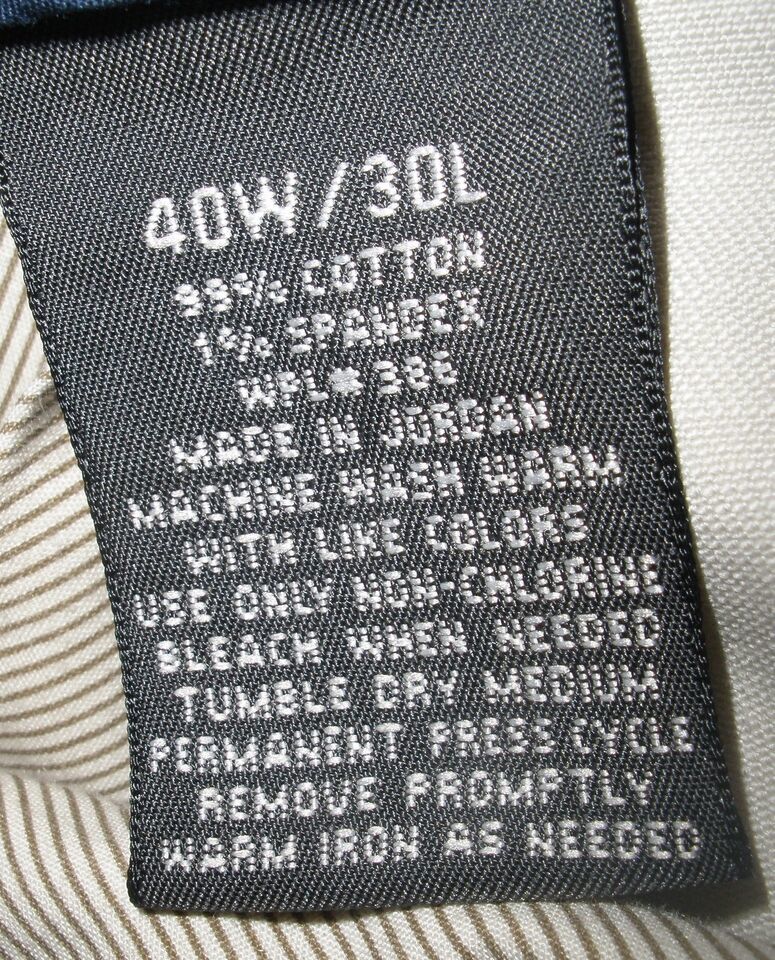 40W/30L
99% COTTON
1% SPANDEX
WPL# 386
MADE IN JORDAN
MACHINE WASH WARM
WITH LIKE COLORS
USE ONLY NON-CHLORINE
BLEACH WHEN NEEDED
TUMBLE DRY MEDIUM
PERMANENT PRESS CYCLE
REMOVE PROMPTLY
WARM IRON AS NEEDED